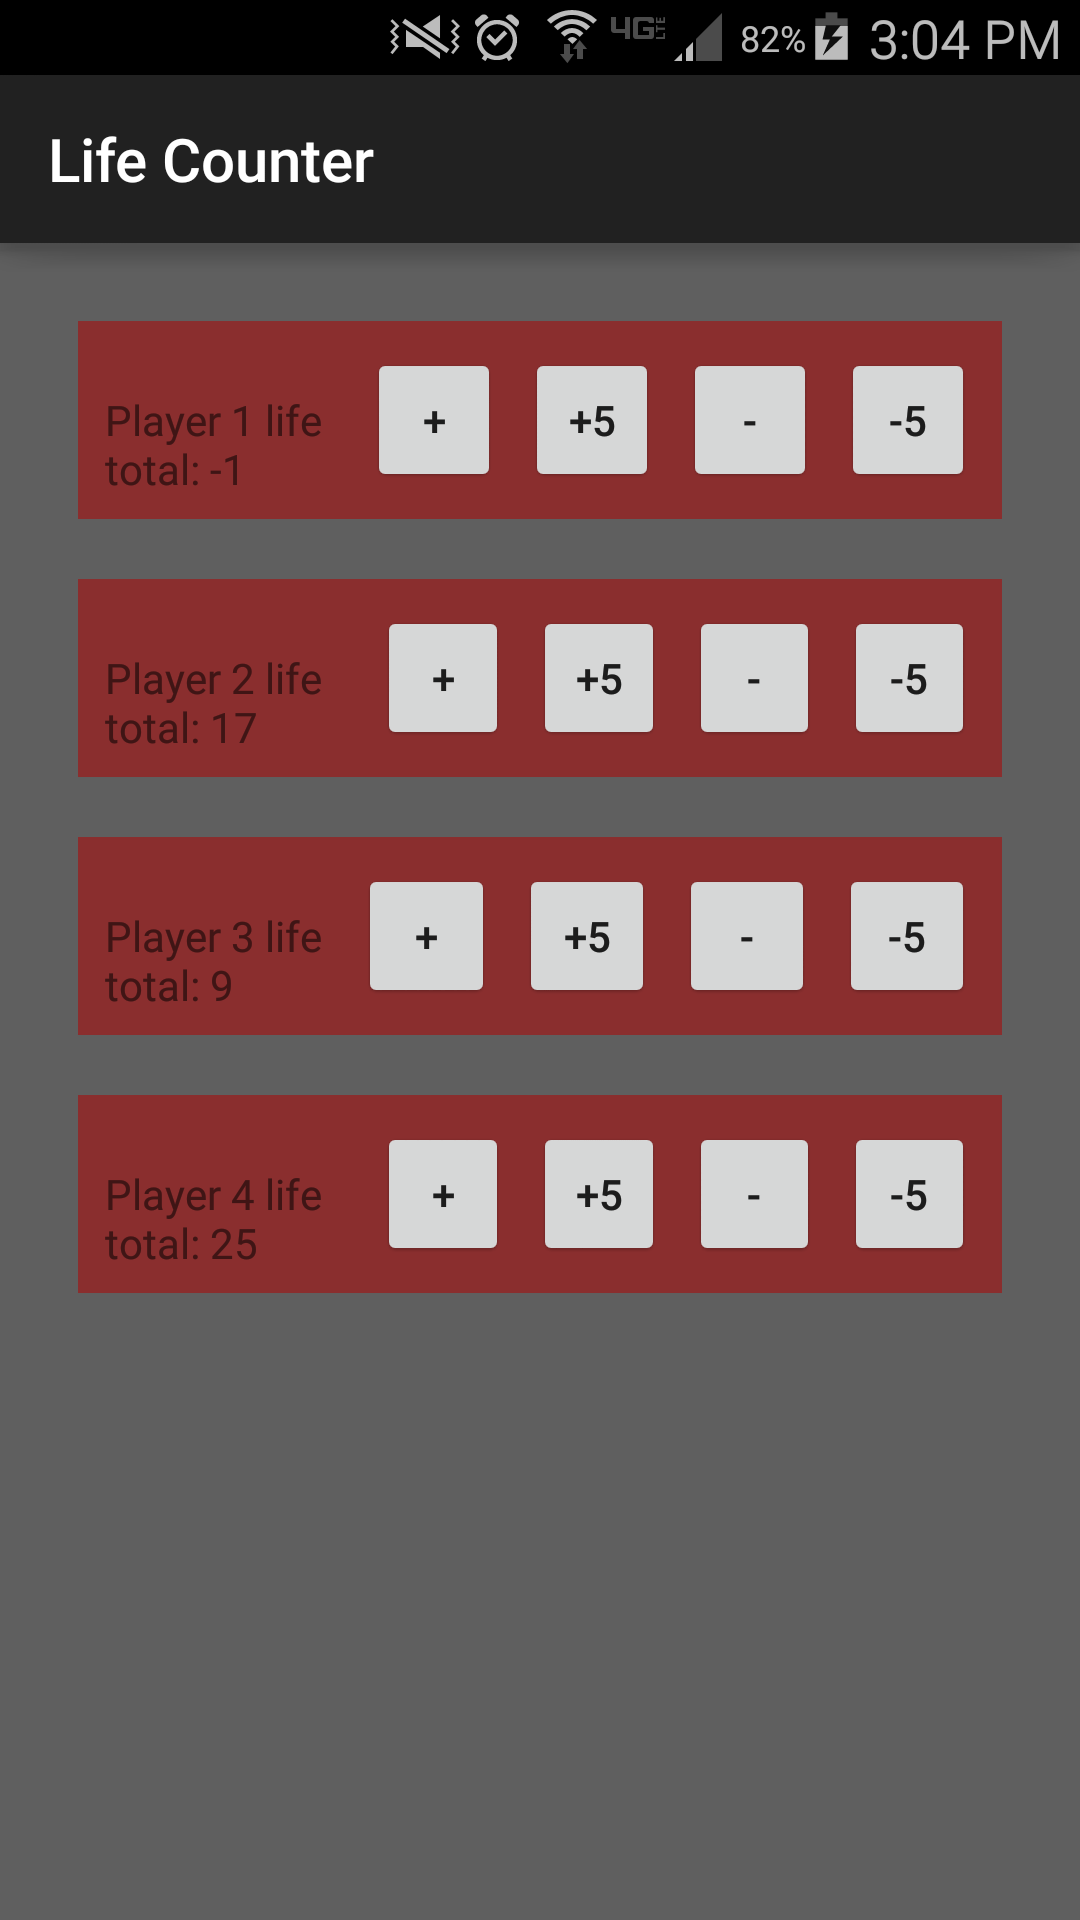 4G LTE 82% 3:04 PM
Life Counter
Player 1 life
total: -1
+ +5 - -5
Player 2 life
total: 17
+ +5 - -5
Player 3 life
total: 9
+ +5 - -5
Player 4 life
total: 25
+ +5 - -5